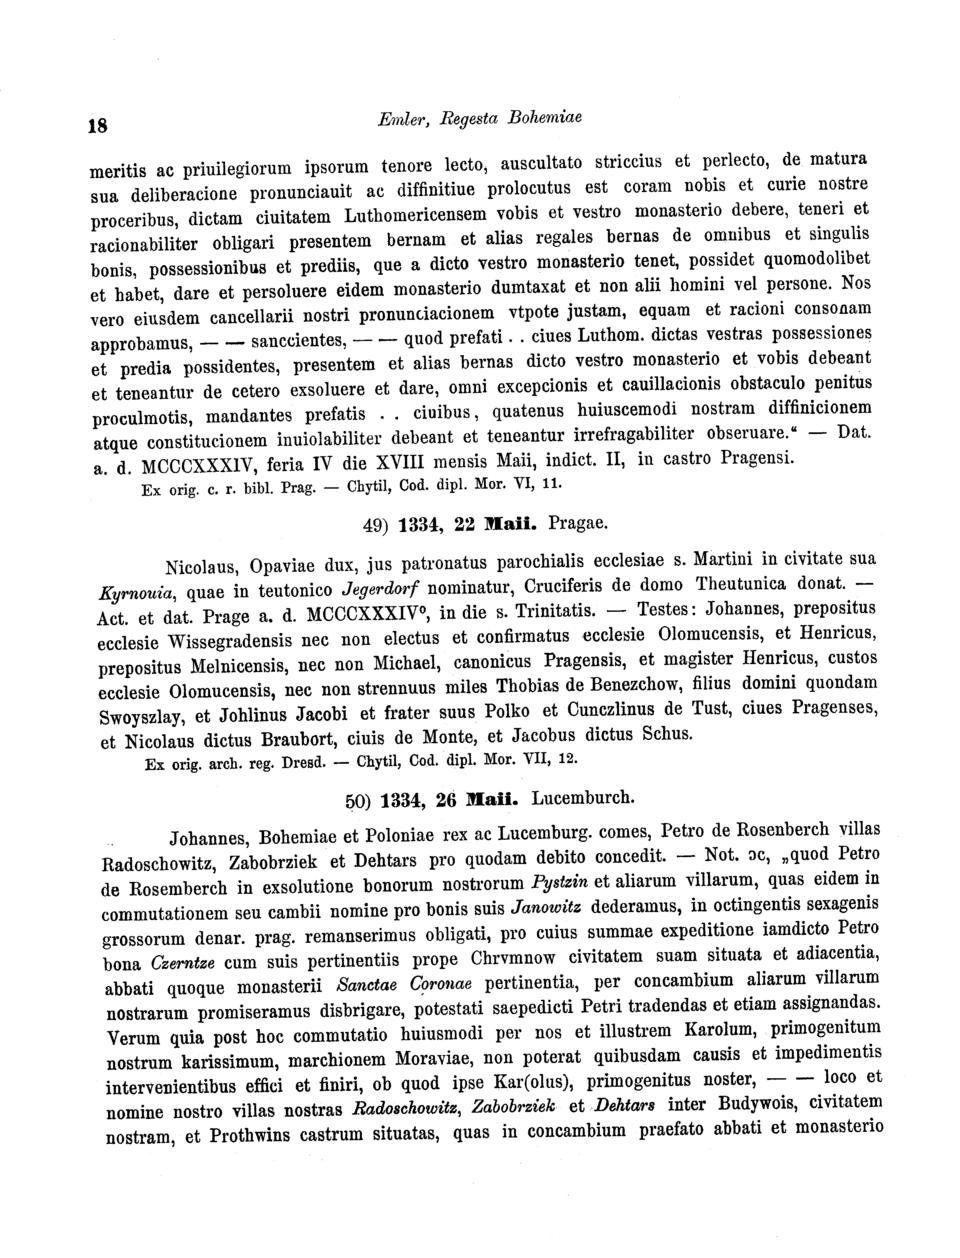 18
Emler, Regesta Bohemiae
meritis ac priuilegiorum ipsorum tenore lecto, auscultato striccius et perlecto, de matura
sua deliberacione pronunciauit ac diffinitiue prolocutus est coram nobis et curie nostre
proceribus, dictam ciuitatem Luthomericensem vobis et vestro monasterio debere, teneri et
racionabiliter obligari presentem bernam et alias regales bernas de omnibus et singulis
bonis, possessionibus et prediis, que a dicto vestro monasterio tenet, possidet quomodolibet
et habet, dare et persoluere eidem monasterio dumtaxat et non alii homini vel persone. Nos
vero eiusdem cancellarii nostri pronunciacionem vtpote justam, equam et racioni consonam
approbamus, — — sanccientes, — — quod prefati . . ciues Luthom. dictas vestras possessiones
et predia possidentes, presentem et alias bernas dicto vestro monasterio et vobis debeant
et teneantur de cetero exsoluere et dare, omni excepcionis et cauillacionis obstaculo penitus
proculmotis, mandantes prefatis . . ciuibus, quatenus huiuscemodi nostram diffinicionem
atque constitucionem inuiolabiliter debeant et teneantur irrefragabiliter obseruare.“ — Dat.
a. d. MCCCXXXIV, feria IV die XVIII mensis Maii, indict. II, in castro Pragensi.
Ex orig. c. r. bibl. Prag. — Chytil, Cod. dipl. Mor. VI, 11.
49) 1334, 22 Maii. Pragae.
Nicolaus, Opaviae dux, jus patronatus parochialis ecclesiae s. Martini in civitate sua
Kyrnouia, quae in teutonico Jegerdorf nominatur, Cruciferis de domo Theutunica donat. —
Act. et dat. Prage a. d. MCCCXXXIVº, in die s. Trinitatis. — Testes: Johannes, prepositus
ecclesie Wissegradensis nec non electus et confirmatus ecclesie Olomucensis, et Henricus,
prepositus Melnicensis, nec non Michael, canonicus Pragensis, et magister Henricus, custos
ecclesie Olomucensis, nec non strennuus miles Thobias de Benezchow, filius domini quondam
Swoyszlay, et Johlinus Jacobi et frater suus Polko et Cunczlinus de Tust, ciues Pragenses,
et Nicolaus dictus Braubort, ciuis de Monte, et Jacobus dictus Schus.
Ex orig. arch. reg. Dresd. — Chytil, Cod. dipl. Mor. VII, 12.
50) 1334, 26 Maii. Lucemburch.
Johannes, Bohemiae et Poloniae rex ac Lucemburg. comes, Petro de Rosenberch villas
Radoschowitz, Zabobrziek et Dehtars pro quodam debito concedit. — Not. ɔc, „quod Petro
de Rosemberch in exsolutione bonorum nostrorum Pystzin et aliarum villarum, quas eidem in
commutationem seu cambii nomine pro bonis suis Janowitz dederamus, in octingentis sexagenis
grossorum denar. prag. remanserimus obligati, pro cuius summae expeditione iamdicto Petro
bona Czerntze cum suis pertinentiis prope Chrvmnow civitatem suam situata et adiacentia,
abbati quoque monasterii Sanctae Coronae pertinentia, per concambium aliarum villarum
nostrarum promiseramus disbrigare, potestati saepedicti Petri tradendas et etiam assignandas.
Verum quia post hoc commutatio huiusmodi per nos et illustrem Karolum, primogenitum
nostrum karissimum, marchionem Moraviae, non poterat quibusdam causis et impedimentis
intervenientibus effici et finiri, ob quod ipse Kar(olus), primogenitus noster, — — loco et
nomine nostro villas nostras Radoschowitz, Zabobrziek et Dehtars inter Budywois, civitatem
nostram, et Prothwins castrum situatas, quas in concambium praefato abbati et monasterio